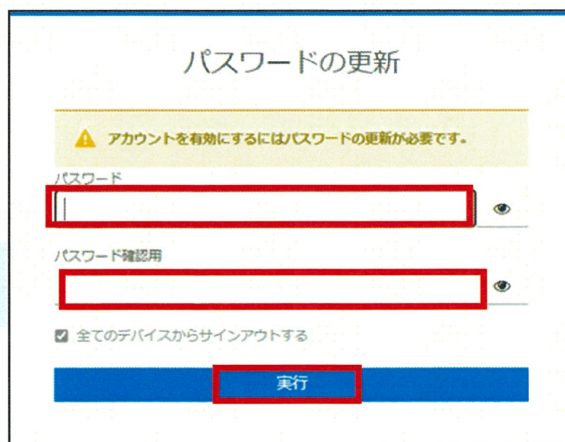 パスワードの更新
アカウントを有効にするにはパスワードの更新が必要です。
パスワード
パスワード確認用
全てのデバイスからサインアウトする
実行